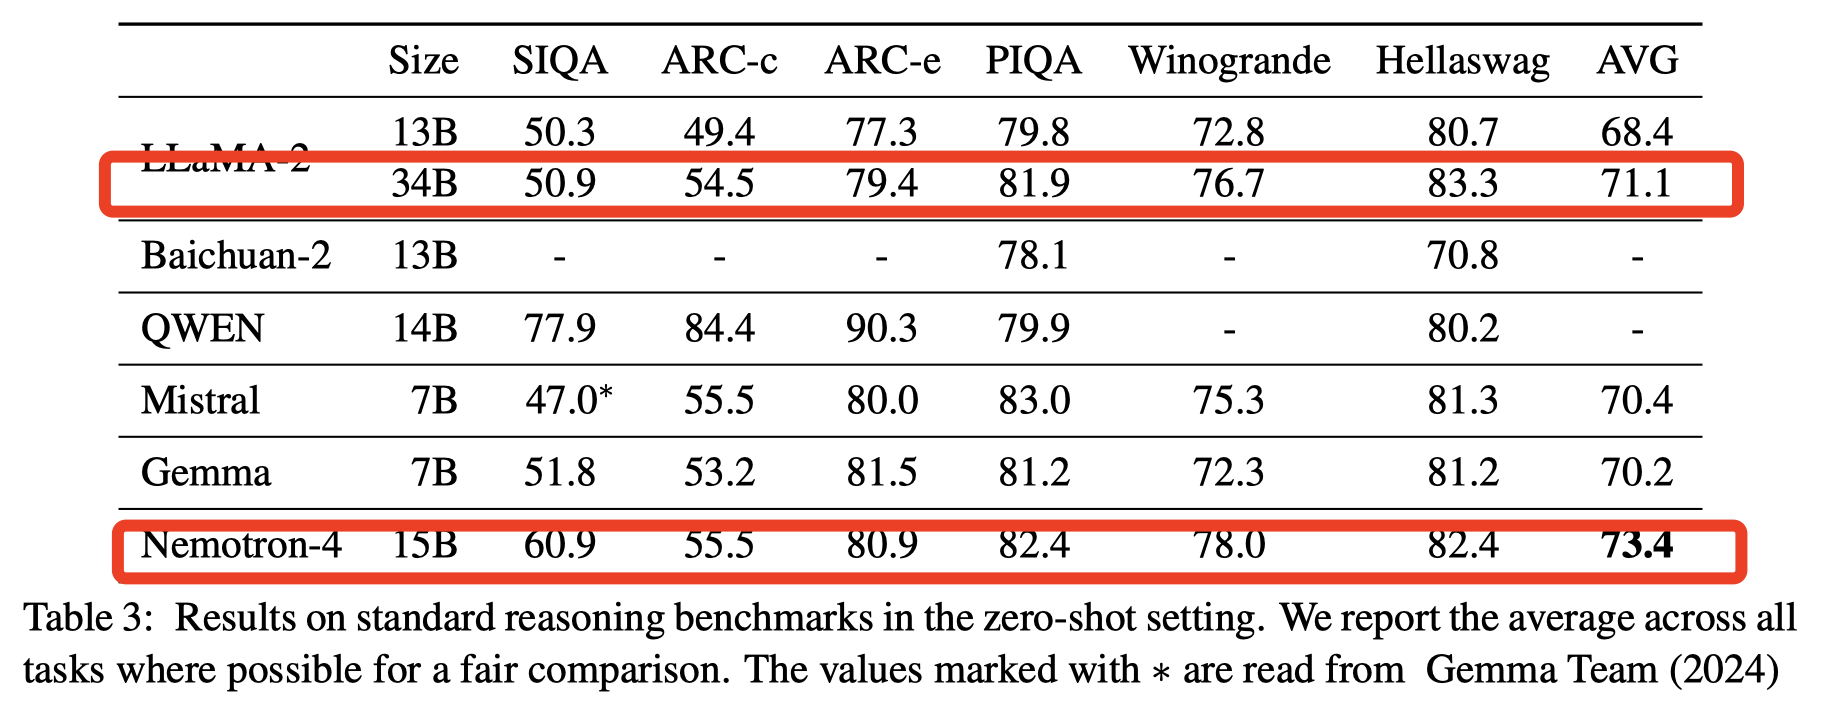 Size SIQA ARC-c ARC-e PIQA Winogrande Hellaswag AVG
LLaMA-2 13B 50.3 49.4 77.3 79.8 72.8 80.7 68.4
34B 50.9 54.5 79.4 81.9 76.7 83.3 71.1
Baichuan-2 13B - - - 78.1 - 70.8 -
QWEN 14B 77.9 84.4 90.3 79.9 - 80.2 -
Mistral 7B 47.0* 55.5 80.0 83.0 75.3 81.3 70.4
Gemma 7B 51.8 53.2 81.5 81.2 72.3 81.2 70.2
Nemotron-4 15B 60.9 55.5 80.9 82.4 78.0 82.4 73.4
Table 3: Results on standard reasoning benchmarks in the zero-shot setting. We report the average across all
tasks where possible for a fair comparison. The values marked with ∗ are read from Gemma Team (2024)